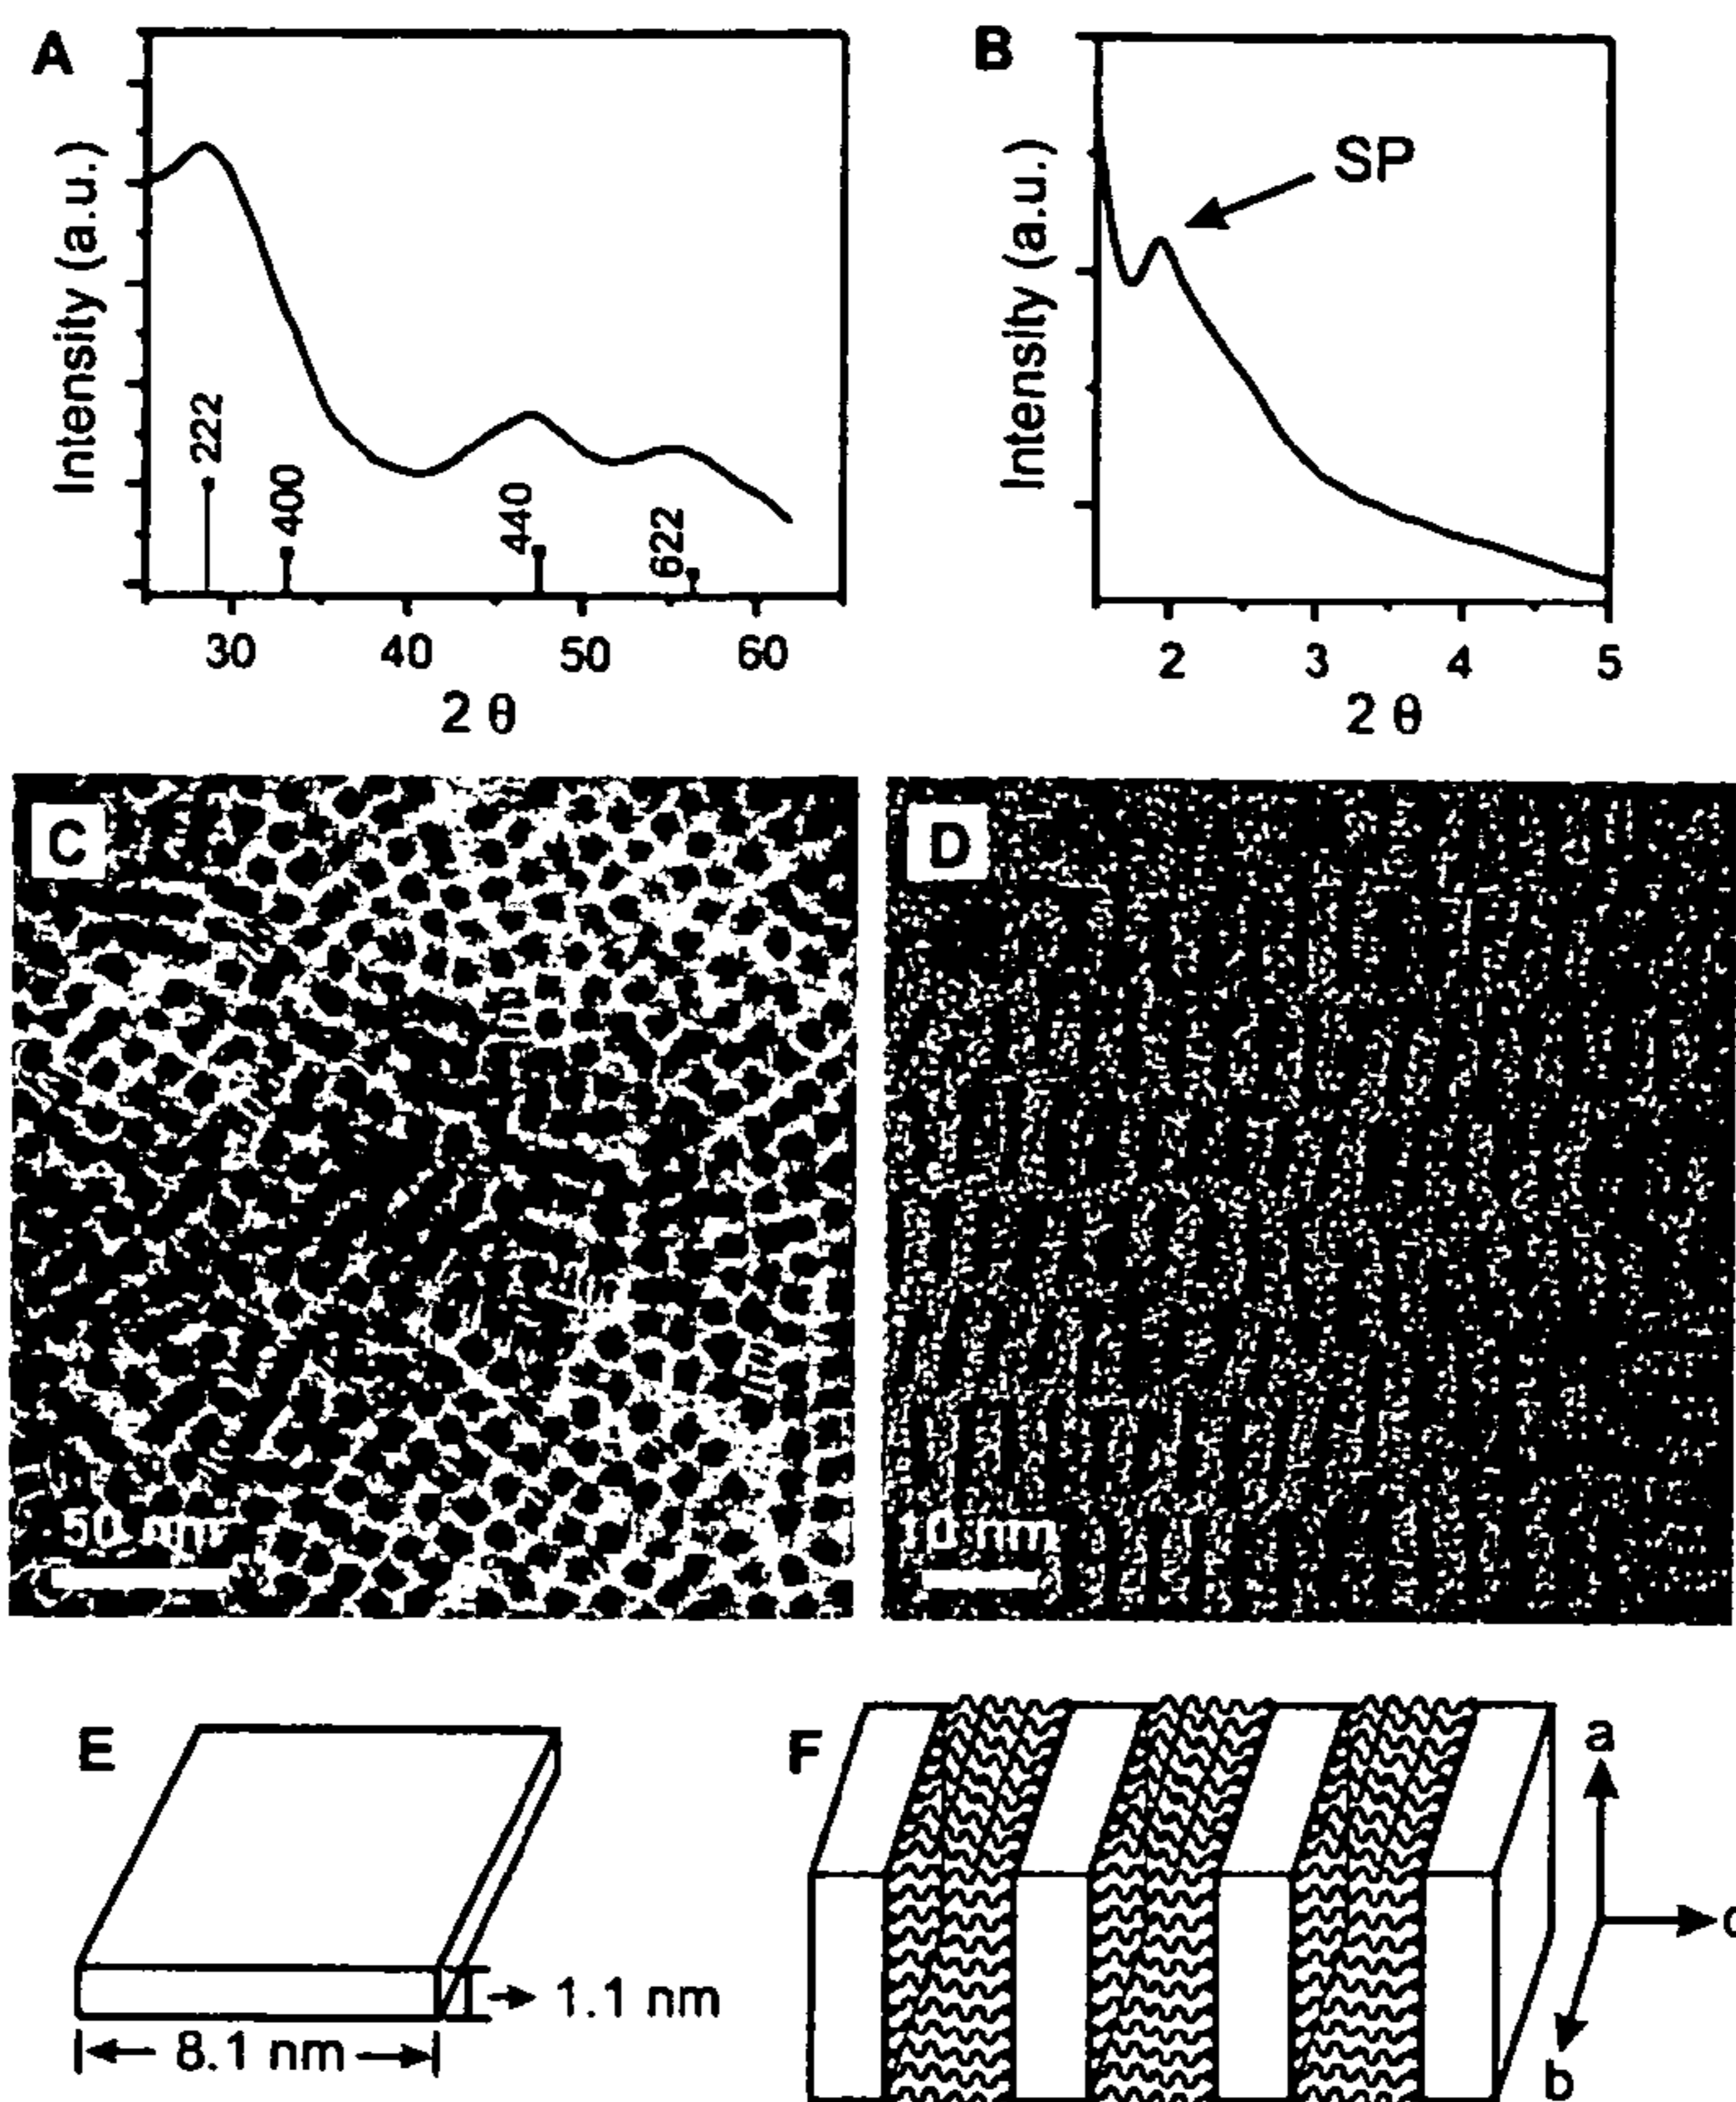 A
Intensity (a.u.)
222
400
440
622
30 40 50 60
2 θ
B
Intensity (a.u.)
SP
2 3 4 5
2 θ
C
50 nm
D
10 nm
E
1.1 nm
8.1 nm
F
a
b